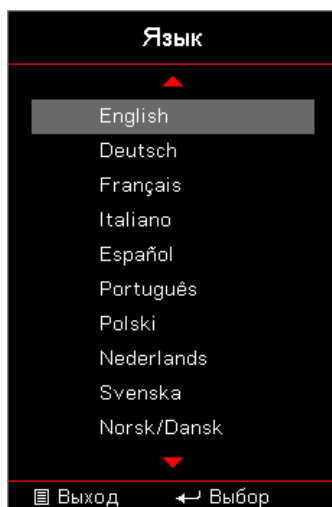 Язык
English
Deutsch
Français
Italiano
Español
Português
Polski
Nederlands
Svenska
Norsk/Dansk
Выход Выбор